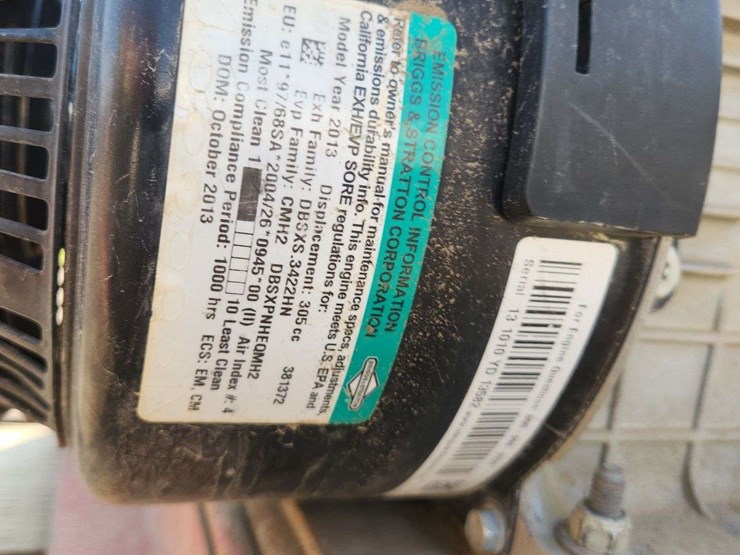 EMISSION CONTROL INFORMATION
BRIGGS & STRATTON CORPORATION
Refer to owner's manual for maintenance specs, adjustments
& emissions durability info. This engine meets U.S. EPA and
California EXH/EVP SORE regulations for:
Model Year 2013 Displacement: 305 cc
Exh Family: DBSXS.3422HN 381372
Evp Family: CMH2 DBSXPNHEQMH2
EU: e11*97/68SA*2004/26*0945*00 (II) Air Index #: 4
Most Clean 1 10 Least Clean
Emission Compliance Period: 1000 hrs ECS: EM, CM
DOM: October 2013
For Engine
Serial 13 1010 YD